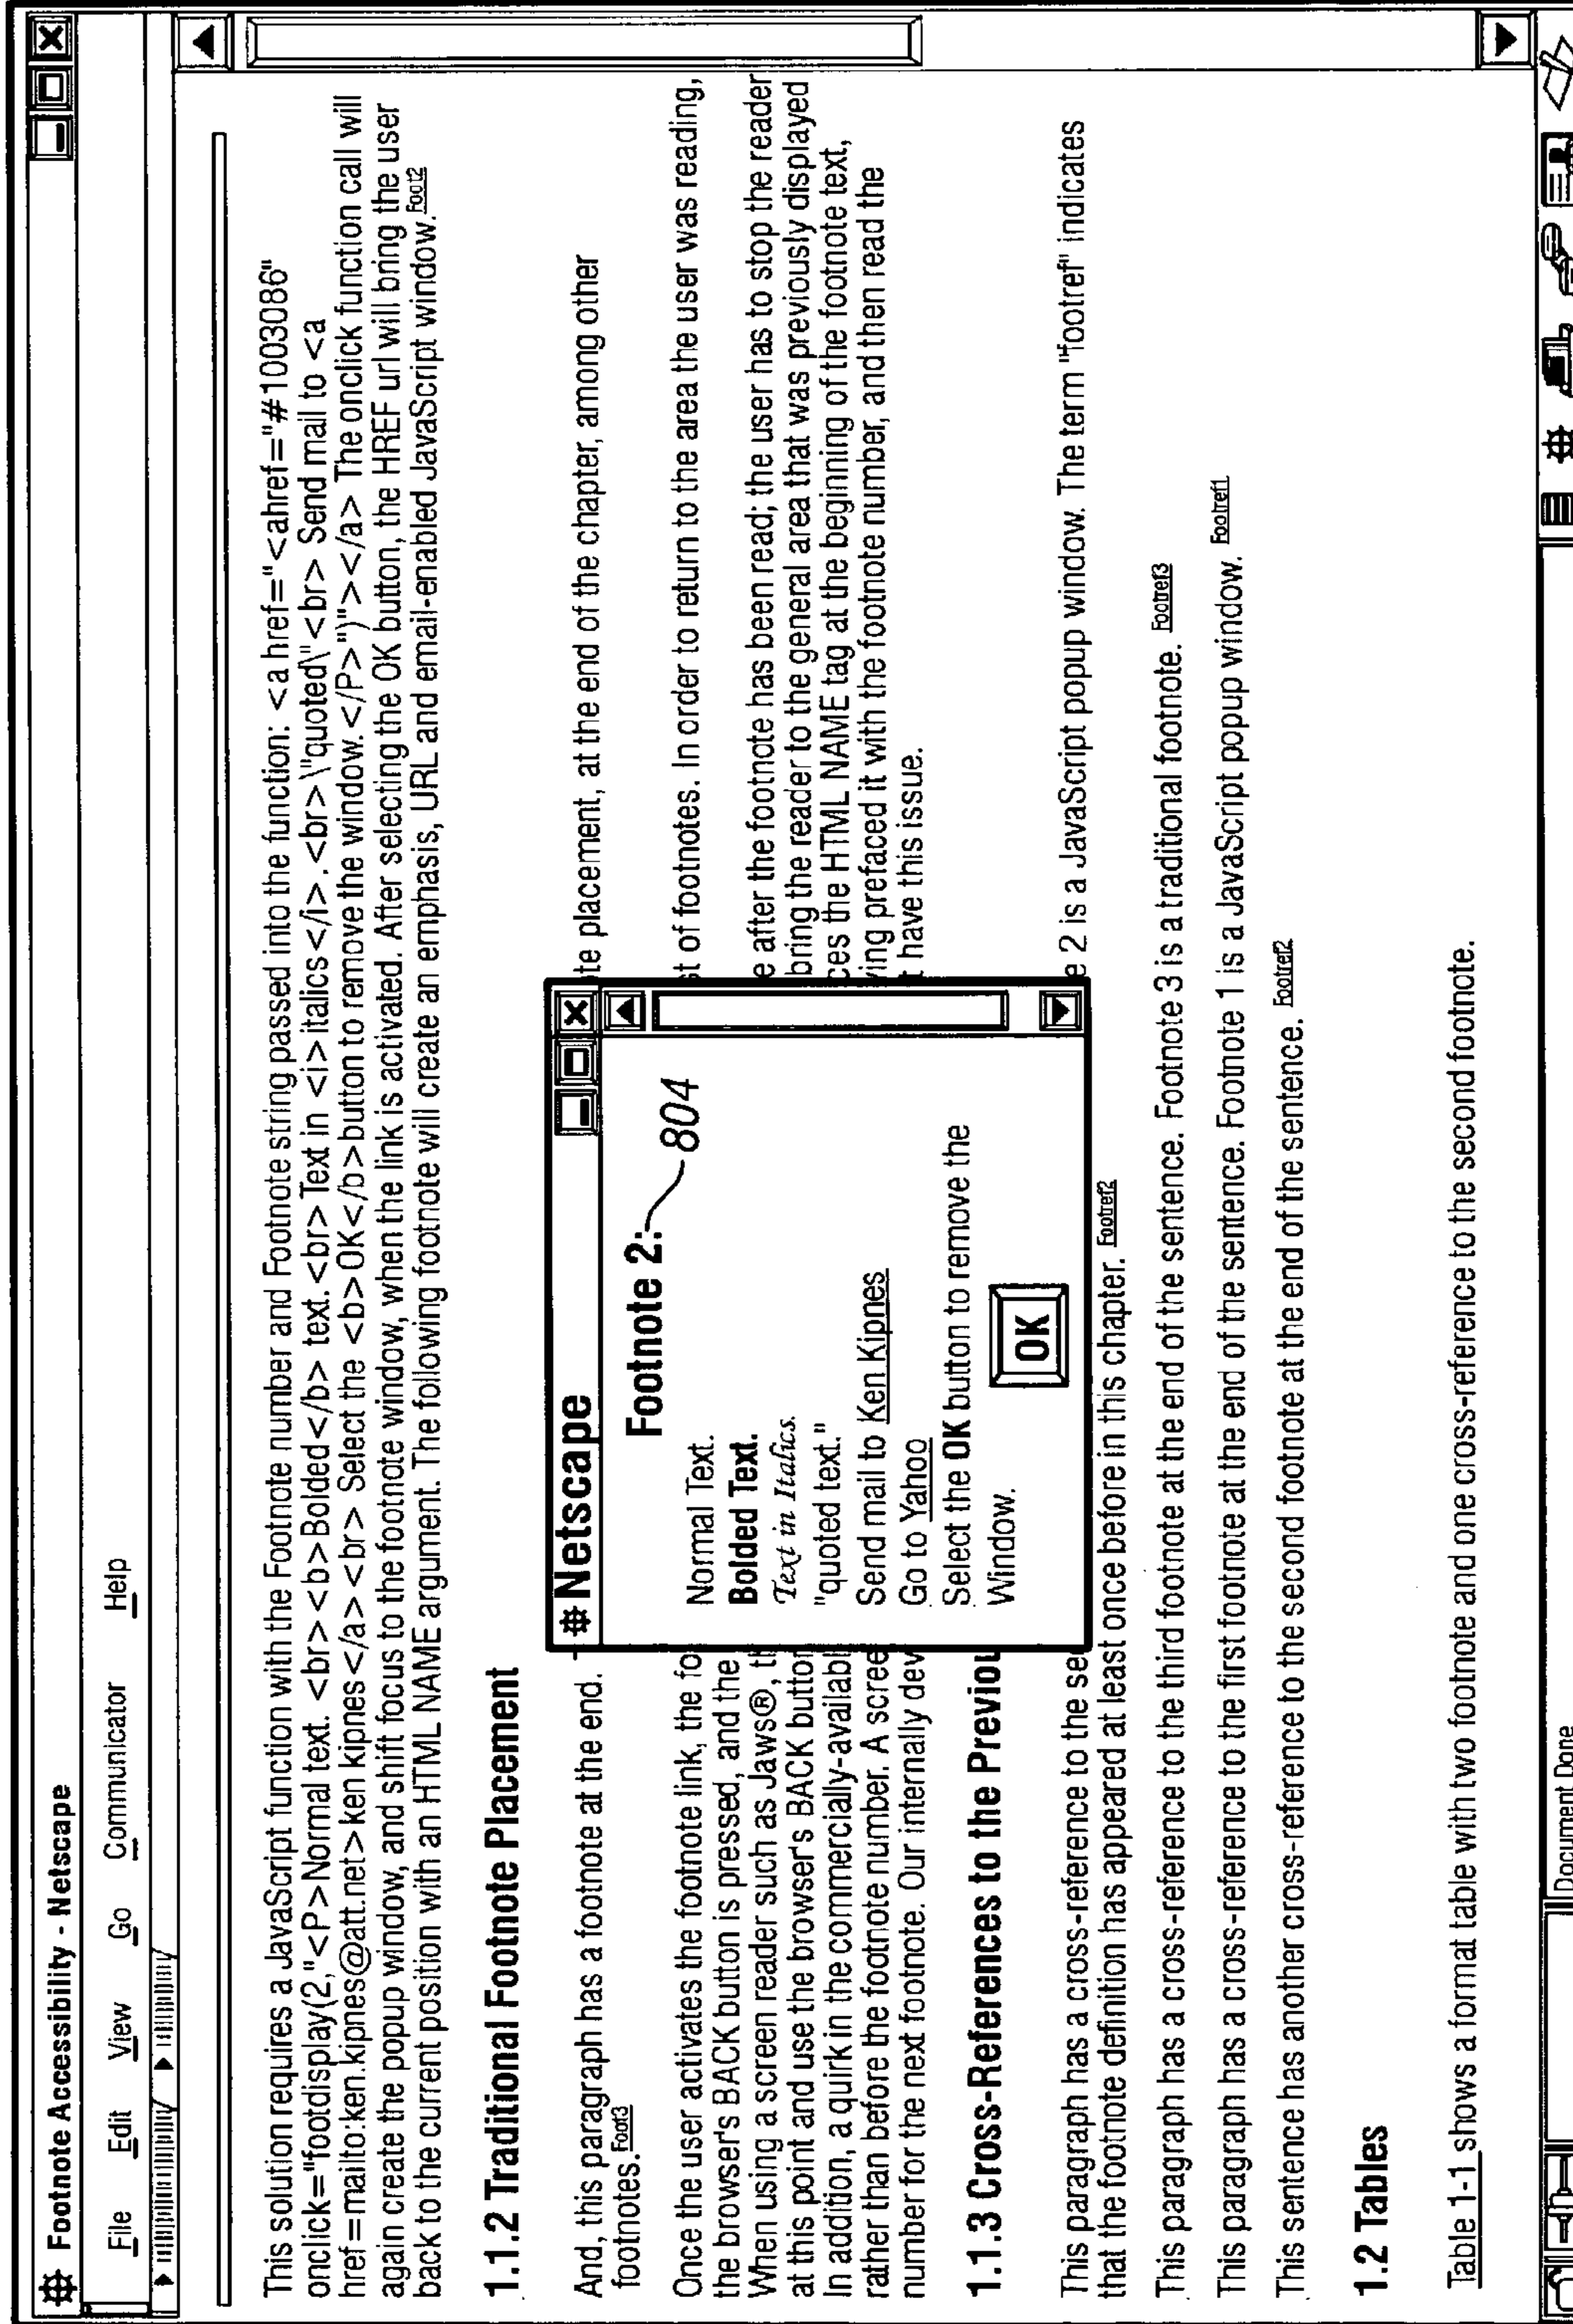 Footnote Accessibility - Netscape
File Edit View Go Communicator Help
This solution requires a JavaScript function with the Footnote number and Footnote string passed into the function: <a href="<ahref="#1003086"
onclick="footdisplay(2,"<P>Normal text. <br><b>Bolded</b> text. <br> Text in <i> italics</i>.<br>\"quoted\"<br> Send mail to <a
href=mailto:ken.kipnes@att.net>ken kipnes</a><br> Select the <b>OK</b>button to remove the window.</P>")"></a> The onclick function call will
again create the popup window, and shift focus to the footnote window, when the link is activated. After selecting the OK button, the HREF url will bring the user
back to the current position with an HTML NAME argument. The following footnote will create an emphasis, URL and email-enabled JavaScript window.Foot2
1.1.2 Traditional Footnote Placement
And, this paragraph has a footnote at the end. te placement, at the end of the chapter, among other
footnotes.Foot3
Once the user activates the footnote link, the fo st of footnotes. In order to return to the area the user was reading,
the browser's BACK button is pressed, and the
When using a screen reader such as Jaws®, t e after the footnote has been read; the user has to stop the reader
at this point and use the browser's BACK button bring the reader to the general area that was previously displayed
In addition, a quirk in the commercially-availabl ces the HTML NAME tag at the beginning of the footnote text,
rather than before the footnote number. A scree ving prefaced it with the footnote number, and then read the
number for the next footnote. Our internally dev t have this issue.
1.1.3 Cross-References to the Previou
This paragraph has a cross-reference to the se e 2 is a JavaScript popup window. The term "footref" indicates
that the footnote definition has appeared at least once before in this chapter. Footref2
This paragraph has a cross-reference to the third footnote at the end of the sentence. Footnote 3 is a traditional footnote. Footref3
This paragraph has a cross-reference to the first footnote at the end of the sentence. Footnote 1 is a JavaScript popup window. Footref1
This sentence has another cross-reference to the second footnote at the end of the sentence. Footref2
1.2 Tables
Table 1-1 shows a format table with two footnote and one cross-reference to the second footnote.
Netscape
Footnote 2:
804
Normal Text.
Bolded Text.
Text in Italics.
"quoted text."
Send mail to Ken Kipnes
Go to Yahoo
Select the OK button to remove the
Window.
OK
Document Done